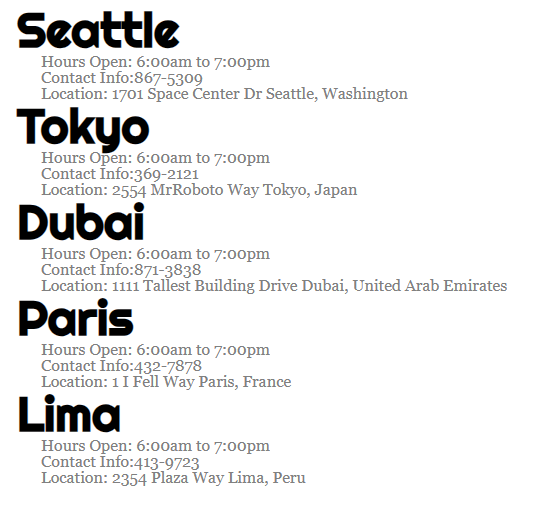 Seattle
Hours Open: 6:00am to 7:00pm
Contact Info:867-5309
Location: 1701 Space Center Dr Seattle, Washington
Tokyo
Hours Open: 6:00am to 7:00pm
Contact Info:369-2121
Location: 2554 MrRoboto Way Tokyo, Japan
Dubai
Hours Open: 6:00am to 7:00pm
Contact Info:871-3838
Location: 1111 Tallest Building Drive Dubai, United Arab Emirates
Paris
Hours Open: 6:00am to 7:00pm
Contact Info:432-7878
Location: 1 I Fell Way Paris, France
Lima
Hours Open: 6:00am to 7:00pm
Contact Info:413-9723
Location: 2354 Plaza Way Lima, Peru